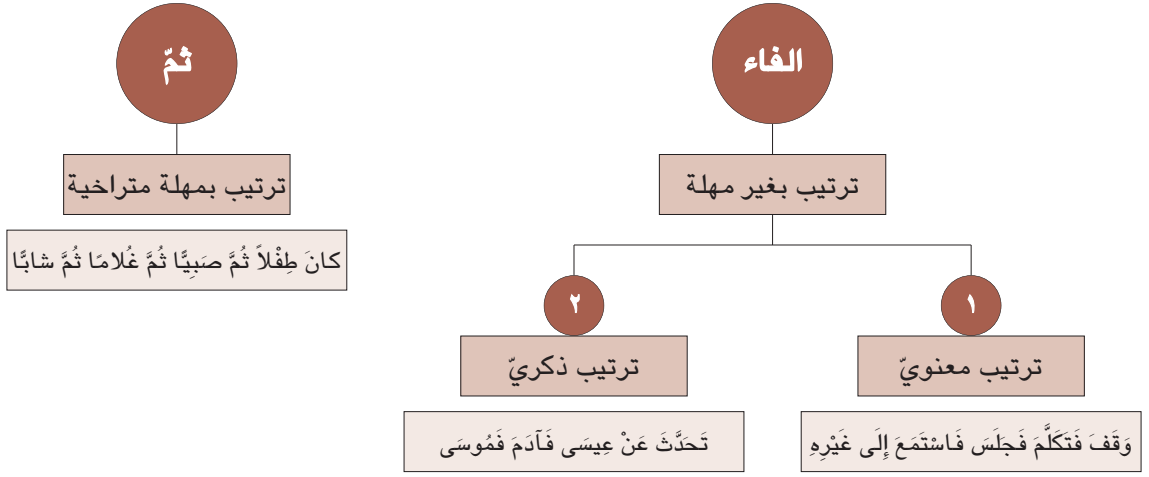 الفاء
ترتيب بغير مهلة
١
ترتيب معنويّ
وَقَفَ فَتَكَلَّمَ فَجَلَسَ فَاسْتَمَعَ إِلَى غَيْرِهِ
٢
ترتيب ذكريّ
تَحَدَّثَ عَنْ عِيسَى فَآدَمَ فَمُوسَى
ثمّ
ترتيب بمهلة متراخية
كانَ طِفْلاً ثُمَّ صَبِيًّا ثُمَّ غُلامًا ثُمَّ شابًّا